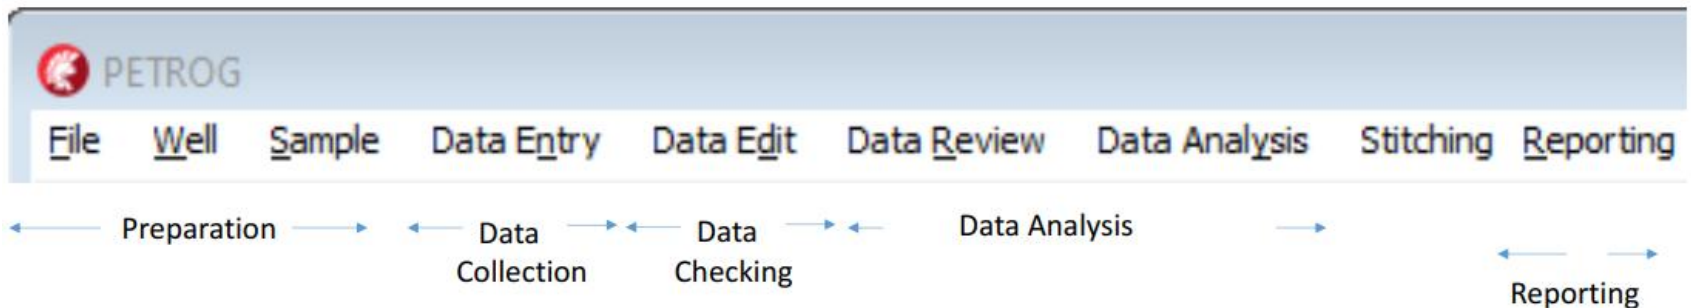 PETROG
File Well Sample Data Entry Data Edit Data Review Data Analysis Stitching Reporting
Preparation
Data Collection
Data Checking
Data Analysis
Reporting